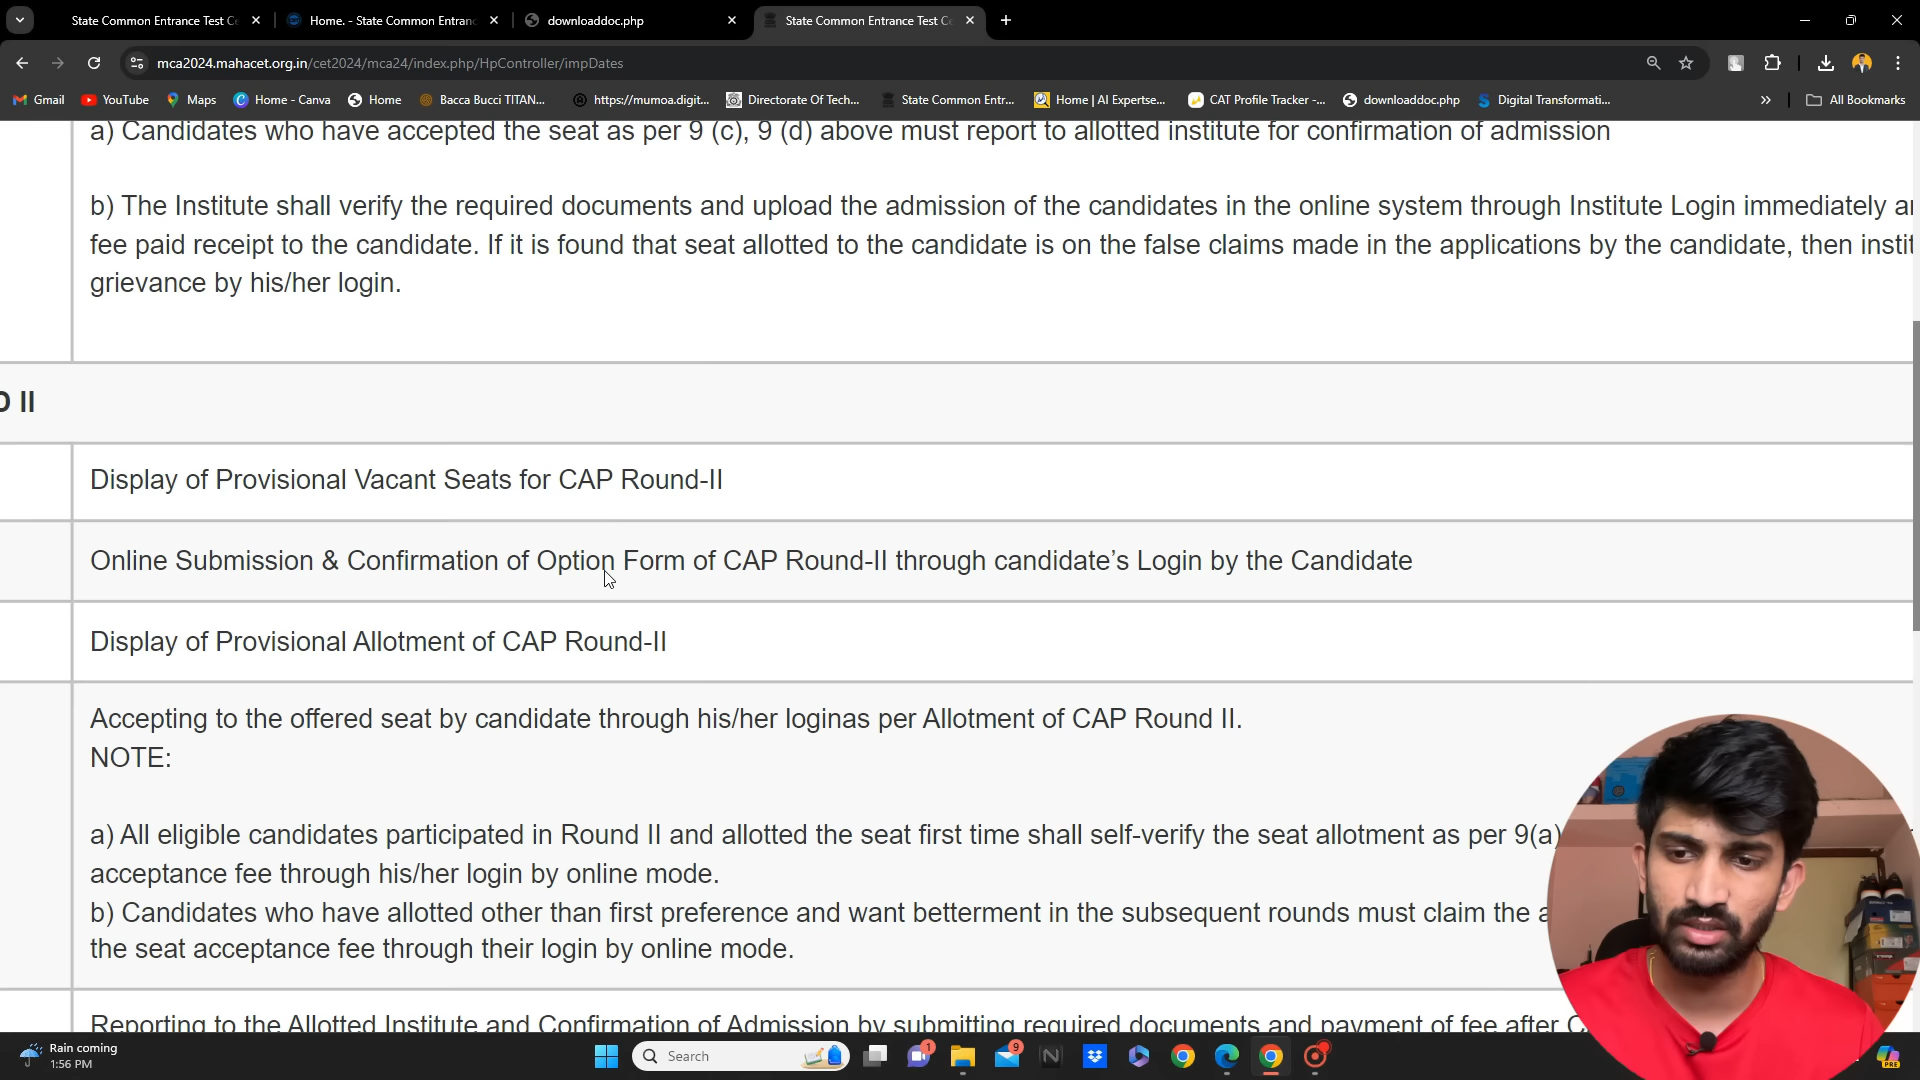 State Common Entrance Test Ce
Home. - State Common Entranc
downloaddoc.php
State Common Entrance Test Ce
mca2024.mahacet.org.in/cet2024/mca24/index.php/HpController/impDates
Gmail
YouTube
Maps
Home - Canva
Home
Bacca Bucci TITAN...
https://mumoa.digit...
Directorate Of Tech...
State Common Entr...
Home | AI Expertse...
CAT Profile Tracker -...
downloaddoc.php
Digital Transformati...
All Bookmarks
a) Candidates who have accepted the seat as per 9 (c), 9 (d) above must report to allotted institute for confirmation of admission
b) The Institute shall verify the required documents and upload the admission of the candidates in the online system through Institute Login immediately
fee paid receipt to the candidate. If it is found that seat allotted to the candidate is on the false claims made in the applications by the candidate, then instit
grievance by his/her login.
II
Display of Provisional Vacant Seats for CAP Round-II
Online Submission & Confirmation of Option Form of CAP Round-II through candidate’s Login by the Candidate
Display of Provisional Allotment of CAP Round-II
Accepting to the offered seat by candidate through his/her loginas per Allotment of CAP Round II.
NOTE:
a) All eligible candidates participated in Round II and allotted the seat first time shall self-verify the seat allotment as per 9(a)
acceptance fee through his/her login by online mode.
b) Candidates who have allotted other than first preference and want betterment in the subsequent rounds must claim the
the seat acceptance fee through their login by online mode.
Reporting to the Allotted Institute and Confirmation of Admission by submitting required documents and payment of fee after
Rain coming
1:56 PM
Search
1
9
PRE